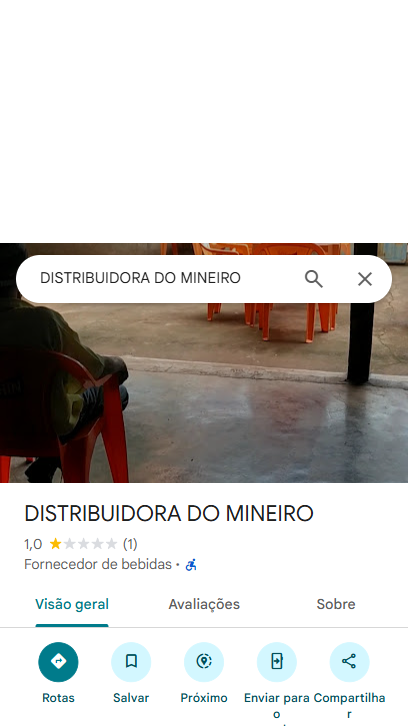 DISTRIBUIDORA DO MINEIRO
DISTRIBUIDORA DO MINEIRO
1,0 (1)
Fornecedor de bebidas ·
Visão geral Avaliações Sobre
Rotas Salvar Próximo Enviar para o Compartilhar